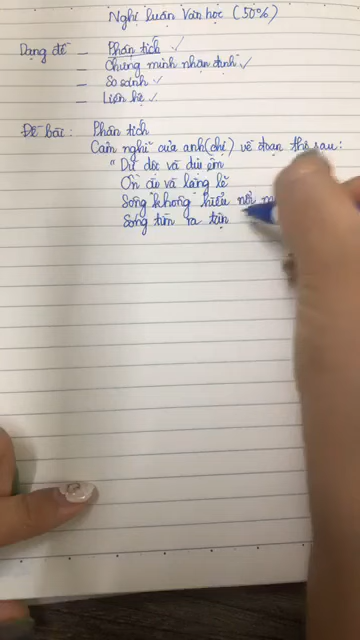 Nghị luận Văn học (50%)
Dạng đề - Phân tích ✓
- Chứng minh nhận định ✓
- So sánh ✓
- Liên hệ ✓
Đề bài: Phân tích
Cảm nghĩ của anh(chị) về đoạn thơ sau:
"Dữ dội và dịu êm
Ồn ào và lặng lẽ
Sông không hiểu nổi
Sóng tìm ra tận